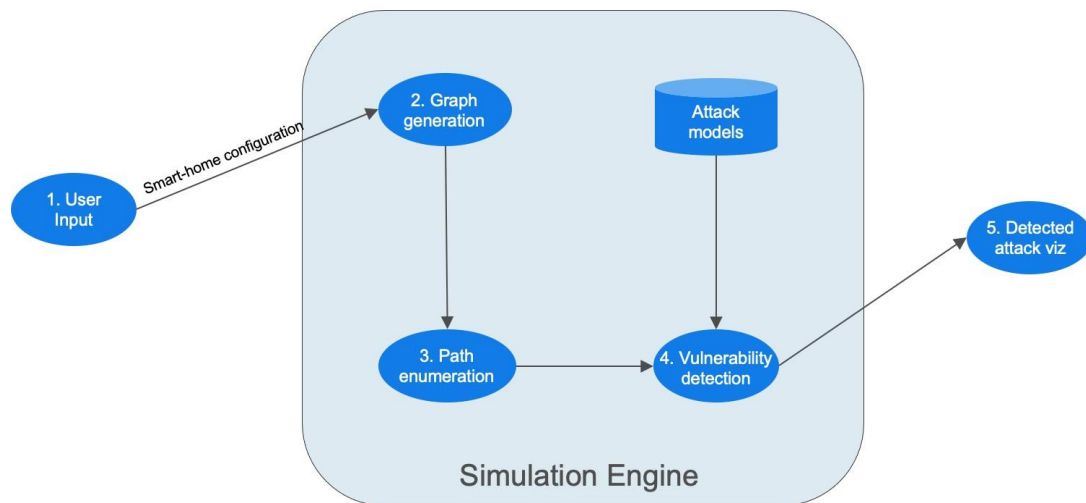 1. User
Input
Smart-home configuration
2. Graph
generation
Attack
models
3. Path
enumeration
4. Vulnerability
detection
5. Detected
attack viz
Simulation Engine